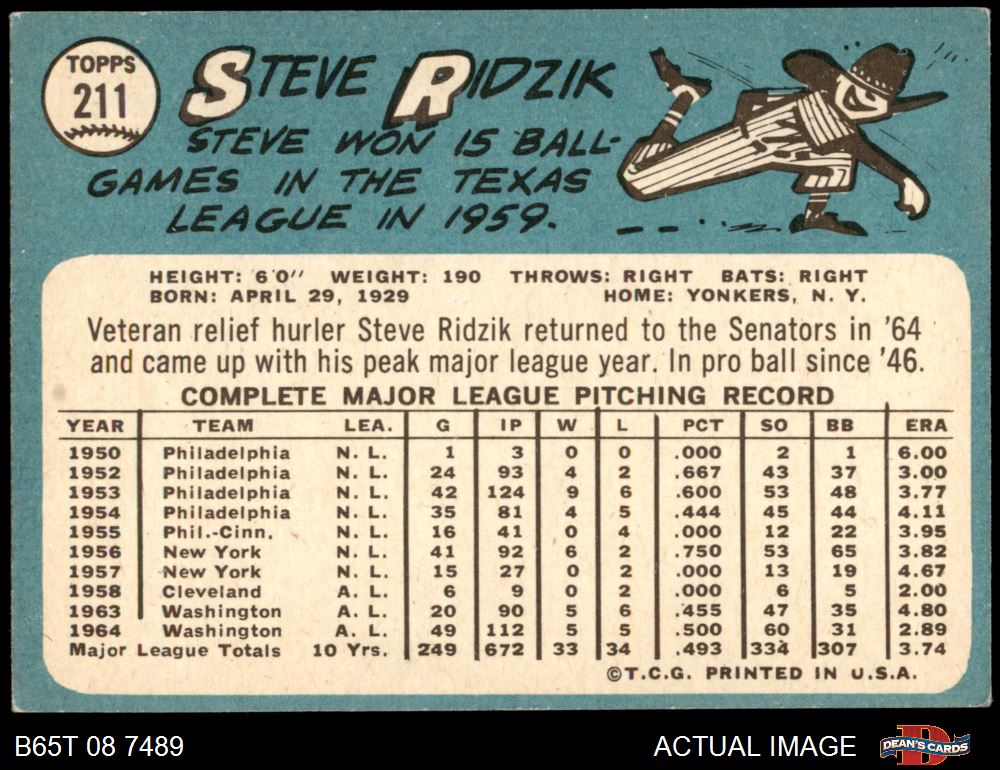 TOPPS
211
STEVE RIDZIK
STEVE WON 15 BALL-
GAMES IN THE TEXAS
LEAGUE IN 1959.
HEIGHT: 6'0" WEIGHT: 190 THROWS: RIGHT BATS: RIGHT
BORN: APRIL 29, 1929 HOME: YONKERS, N. Y.
Veteran relief hurler Steve Ridzik returned to the Senators in '64
and came up with his peak major league year. In pro ball since '46.
COMPLETE MAJOR LEAGUE PITCHING RECORD
YEAR TEAM LEA. G IP W L PCT SO BB ERA
1950 Philadelphia N. L. 1 3 0 0 .000 2 1 6.00
1952 Philadelphia N. L. 24 93 4 2 .667 43 37 3.00
1953 Philadelphia N. L. 42 124 9 6 .600 53 48 3.77
1954 Philadelphia N. L. 35 81 4 5 .444 45 44 4.11
1955 Phil.-Cinn. N. L. 16 41 0 4 .000 12 22 3.95
1956 New York N. L. 41 92 6 2 .750 53 65 3.82
1957 New York N. L. 15 27 0 2 .000 13 19 4.67
1958 Cleveland A. L. 6 9 0 2 .000 6 5 2.00
1963 Washington A. L. 20 90 5 6 .455 47 35 4.80
1964 Washington A. L. 49 112 5 5 .500 60 31 2.89
Major League Totals 10 Yrs. 249 672 33 34 .493 334 307 3.74
©T.C.G. PRINTED IN U.S.A.
B65T 08 7489 ACTUAL IMAGE DEAN'S CARDS